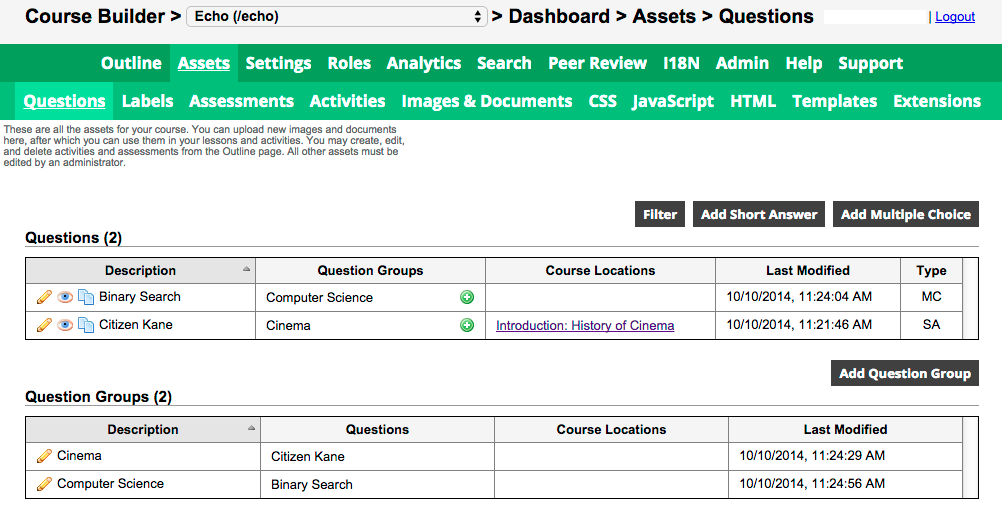 Course Builder > Echo (/echo) > Dashboard > Assets > Questions | Logout
Outline Assets Settings Roles Analytics Search Peer Review I18N Admin Help Support
Questions Labels Assessments Activities Images & Documents CSS JavaScript HTML Templates Extensions
These are all the assets for your course. You can upload new images and documents
here, after which you can use them in your lessons and activities. You may create, edit,
and delete activities and assessments from the Outline page. All other assets must be
edited by an administrator.
Filter Add Short Answer Add Multiple Choice
Questions (2)
Description Question Groups Course Locations Last Modified Type
Binary Search Computer Science 10/10/2014, 11:24:04 AM MC
Citizen Kane Cinema Introduction: History of Cinema 10/10/2014, 11:21:46 AM SA
Add Question Group
Question Groups (2)
Description Questions Course Locations Last Modified
Cinema Citizen Kane 10/10/2014, 11:24:29 AM
Computer Science Binary Search 10/10/2014, 11:24:56 AM